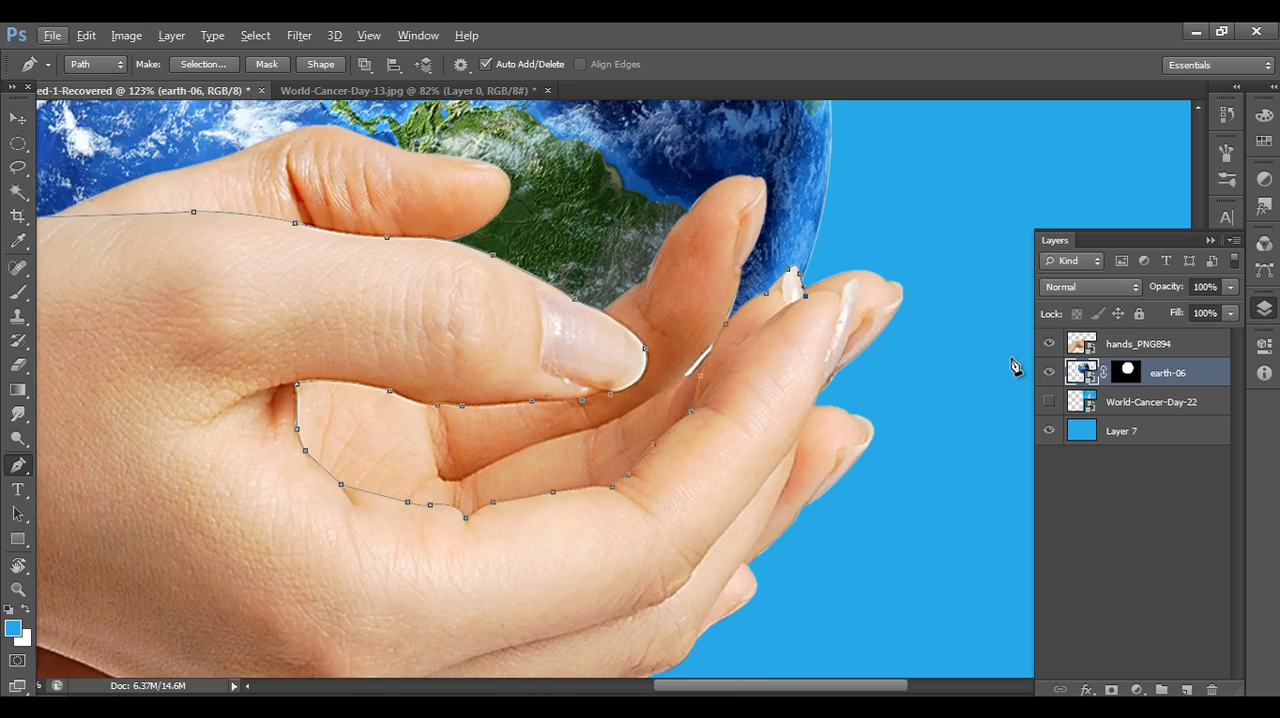 Ps File Edit Image Layer Type Select Filter 3D View Window Help
Path Make: Selection... Mask Shape Auto Add/Delete Align Edges Essentials
ed-1-Recovered @ 123% (earth-06, RGB/8) * World-Cancer-Day-13.jpg @ 82% (Layer 0, RGB/8#) *
Layers
Kind
Normal Opacity: 100%
Lock: Fill: 100%
hands_PNG894
earth-06
World-Cancer-Day-22
Layer 7
% Doc: 6.37M/14.6M